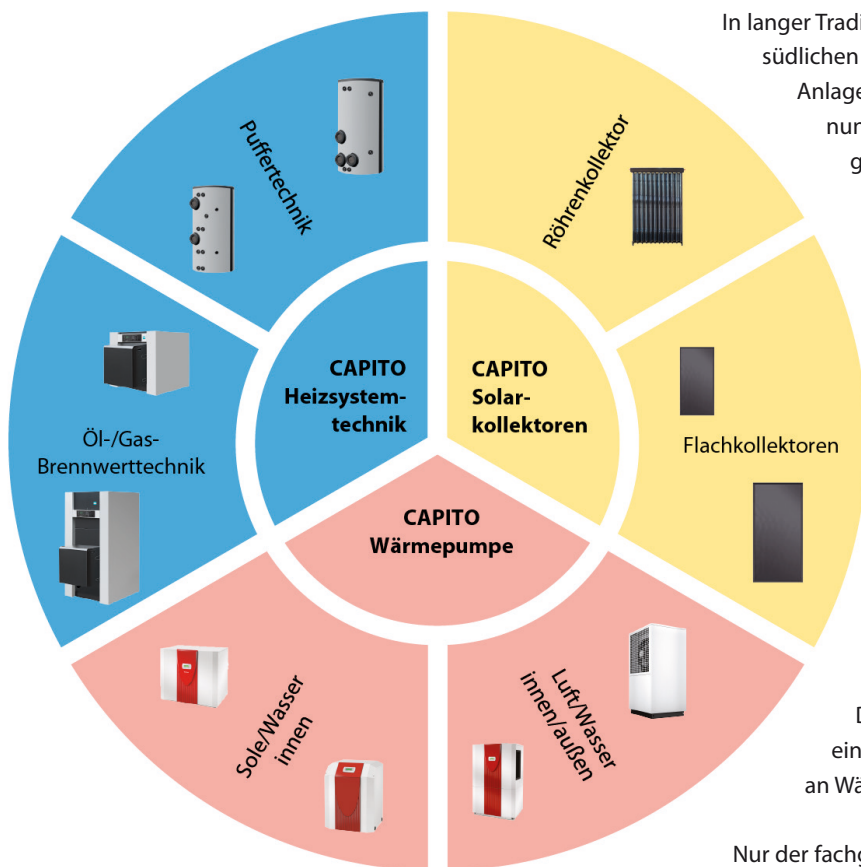 In langer Tradi
südlichen
Anlage
nun
g
Puffertechnik
Röhrenkollektor
CAPITO
Heizsystem-
technik
CAPITO
Solar-
kollektoren
Öl-/Gas-
Brennwerttechnik
Flachkollektoren
CAPITO
Wärmepumpe
Sole/Wasser
innen
Luft/Wasser
innen/außen
D
ein
an Wä
Nur der fachg